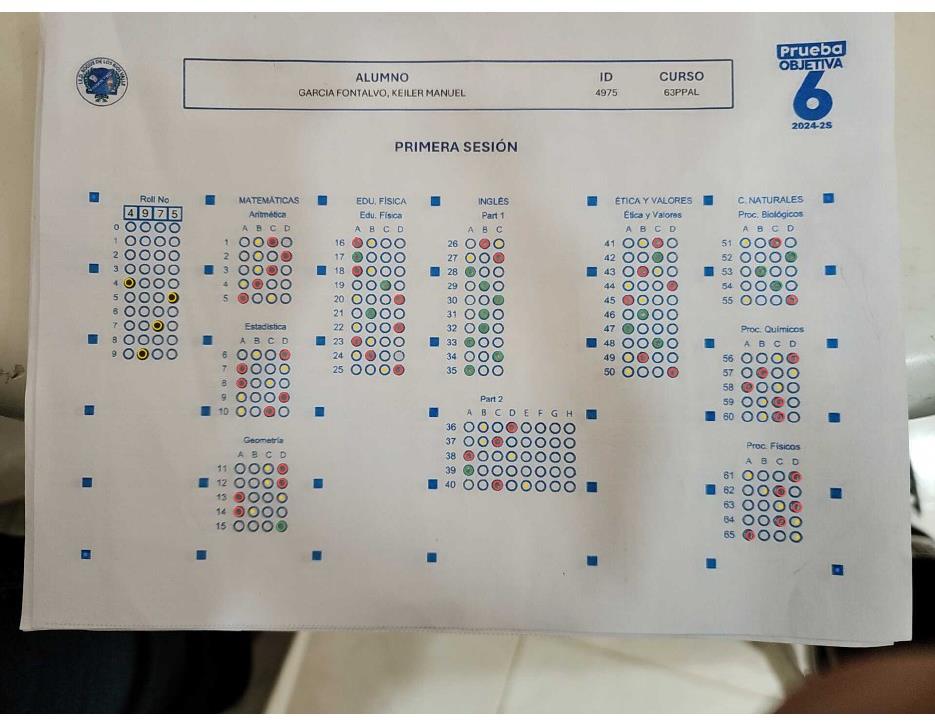 Prueba
OBJETIVA
6
2024-2S
ALUMNO ID CURSO
GARCIA FONTALVO, KEILER MANUEL 4975 63PPAL
PRIMERA SESIÓN
Roll No
4 9 7 5
0
1
2
3
4
5
6
7
8
9
MATEMÁTICAS
Aritmética
A B C D
1
2
3
4
5
Estadística
A B C D
6
7
8
9
10
Geometría
A B C D
11
12
13
14
15
EDU. FÍSICA
Edu. Física
A B C D
16
17
18
19
20
21
22
23
24
25
INGLÉS
Part 1
A B C
26
27
28
29
30
31
32
33
34
35
Part 2
A B C D E F G H
36
37
38
39
40
ÉTICA Y VALORES
Ética y Valores
A B C D
41
42
43
44
45
46
47
48
49
50
C. NATURALES
Proc. Biológicos
A B C D
51
52
53
54
55
Proc. Químicos
A B C D
56
57
58
59
60
Proc. Físicos
A B C D
61
62
63
64
65